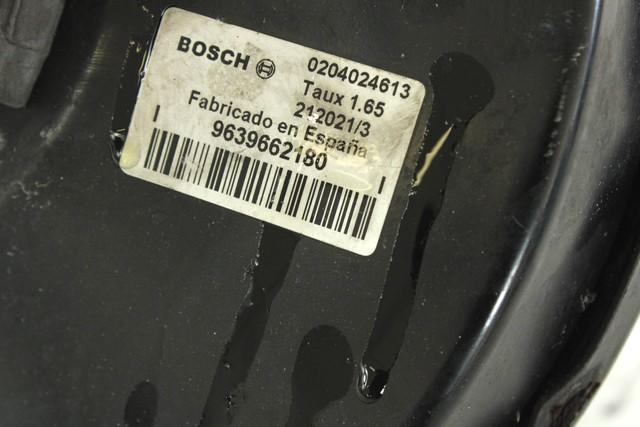 BOSCH
0204024613
Taux 1.65
212021/3
Fabricado en España
9639662180